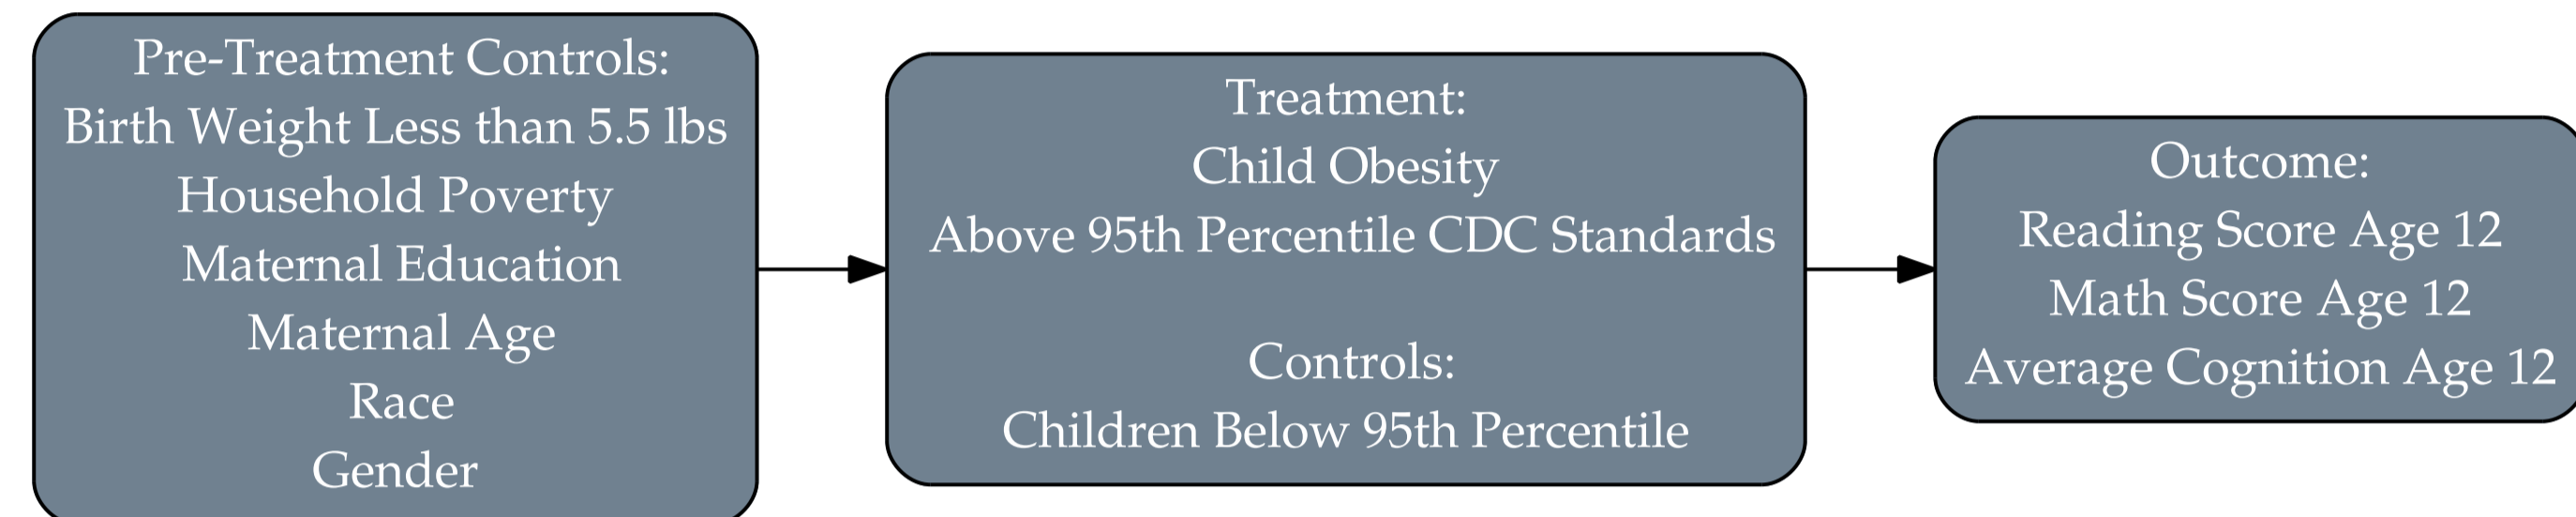 Pre-Treatment Controls:
Birth Weight Less than 5.5 lbs
Household Poverty
Maternal Education
Maternal Age
Race
Gender
Treatment:
Child Obesity
Above 95th Percentile CDC Standards
Controls:
Children Below 95th Percentile
Outcome:
Reading Score Age 12
Math Score Age 12
Average Cognition Age 12